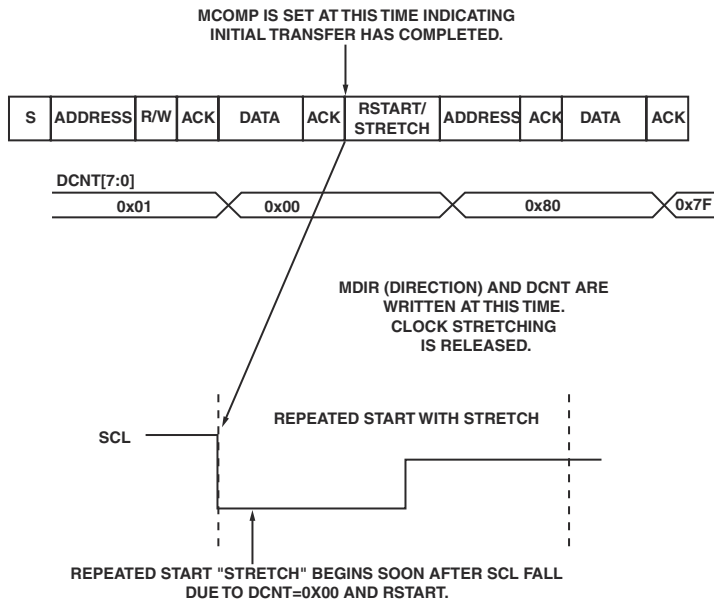 MCOMP IS SET AT THIS TIME INDICATING
INITIAL TRANSFER HAS COMPLETED.
S ADDRESS R/W ACK DATA ACK RSTART/ STRETCH ADDRESS ACK DATA ACK
DCNT[7:0]
0x01 0x00 0x80 0x7F
MDIR (DIRECTION) AND DCNT ARE
WRITTEN AT THIS TIME.
CLOCK STRETCHING
IS RELEASED.
REPEATED START WITH STRETCH
SCL
REPEATED START "STRETCH" BEGINS SOON AFTER SCL FALL
DUE TO DCNT=0X00 AND RSTART.